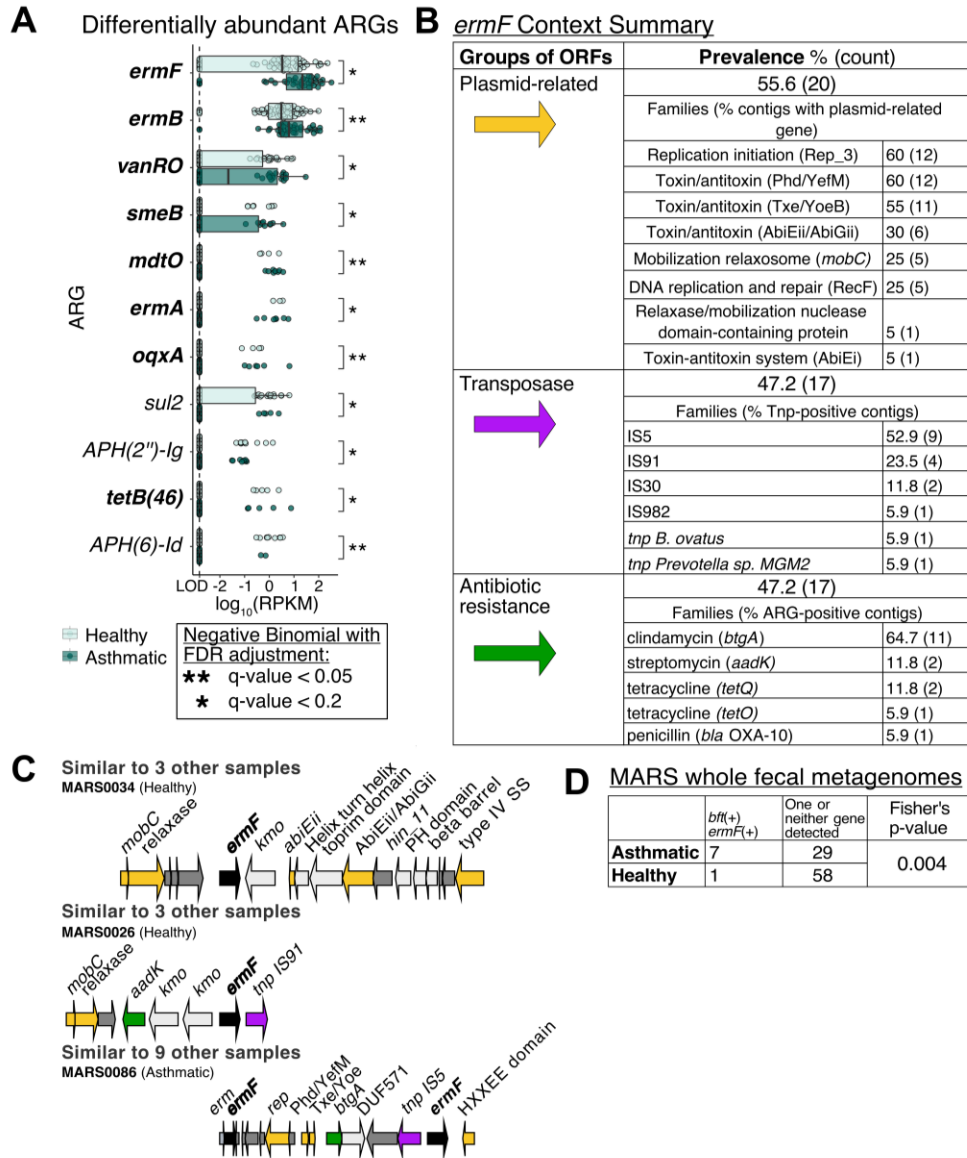 A
Differentially abundant ARGs
ARG
ermF
*
ermB
**
vanRO
*
smeB
*
mdtO
**
ermA
*
oqxA
**
sul2
*
APH(2")-Ig
*
tetB(46)
*
APH(6)-Id
**
LOD -2 -1 0 1 2
log10(RPKM)
Healthy
Asthmatic
Negative Binomial with
FDR adjustment:
** q-value < 0.05
* q-value < 0.2
B
ermF Context Summary
Groups of ORFs Prevalence % (count)
Plasmid-related
55.6 (20)
Families (% contigs with plasmid-related
gene)
Replication initiation (Rep_3) 60 (12)
Toxin/antitoxin (Phd/YefM) 60 (12)
Toxin/antitoxin (Txe/YoeB) 55 (11)
Toxin/antitoxin (AbiEii/AbiGii) 30 (6)
Mobilization relaxosome (mobC) 25 (5)
DNA replication and repair (RecF) 25 (5)
Relaxase/mobilization nuclease
domain-containing protein 5 (1)
Toxin-antitoxin system (AbiEi) 5 (1)
Transposase
47.2 (17)
Families (% Tnp-positive contigs)
IS5 52.9 (9)
IS91 23.5 (4)
IS30 11.8 (2)
IS982 5.9 (1)
tnp B. ovatus 5.9 (1)
tnp Prevotella sp. MGM2 5.9 (1)
Antibiotic
resistance
47.2 (17)
Families (% ARG-positive contigs)
clindamycin (btgA) 64.7 (11)
streptomycin (aadK) 11.8 (2)
tetracycline (tetQ) 11.8 (2)
tetracycline (tetO) 5.9 (1)
penicillin (bla OXA-10) 5.9 (1)
C
Similar to 3 other samples
MARS0034 (Healthy)
mobC
relaxase
ermF
kmo
abiEii
Helix turn helix
toprim domain
AbiEii/AbiGii
hin_11
PH domain
beta barrel
type IV SS
Similar to 3 other samples
MARS0026 (Healthy)
mobC
relaxase
aadK
kmo
kmo
ermF
tnp IS91
Similar to 9 other samples
MARS0086 (Asthmatic)
erm
ermF
rep
Phd/YefM
Txe/Yoe
btgA
DUF571
tnp IS5
ermF
HXXEE domain
D
MARS whole fecal metagenomes
bft(+)
ermF(+)
One or
neither gene
detected
Fisher's
p-value
Asthmatic 7 29
0.004
Healthy 1 58